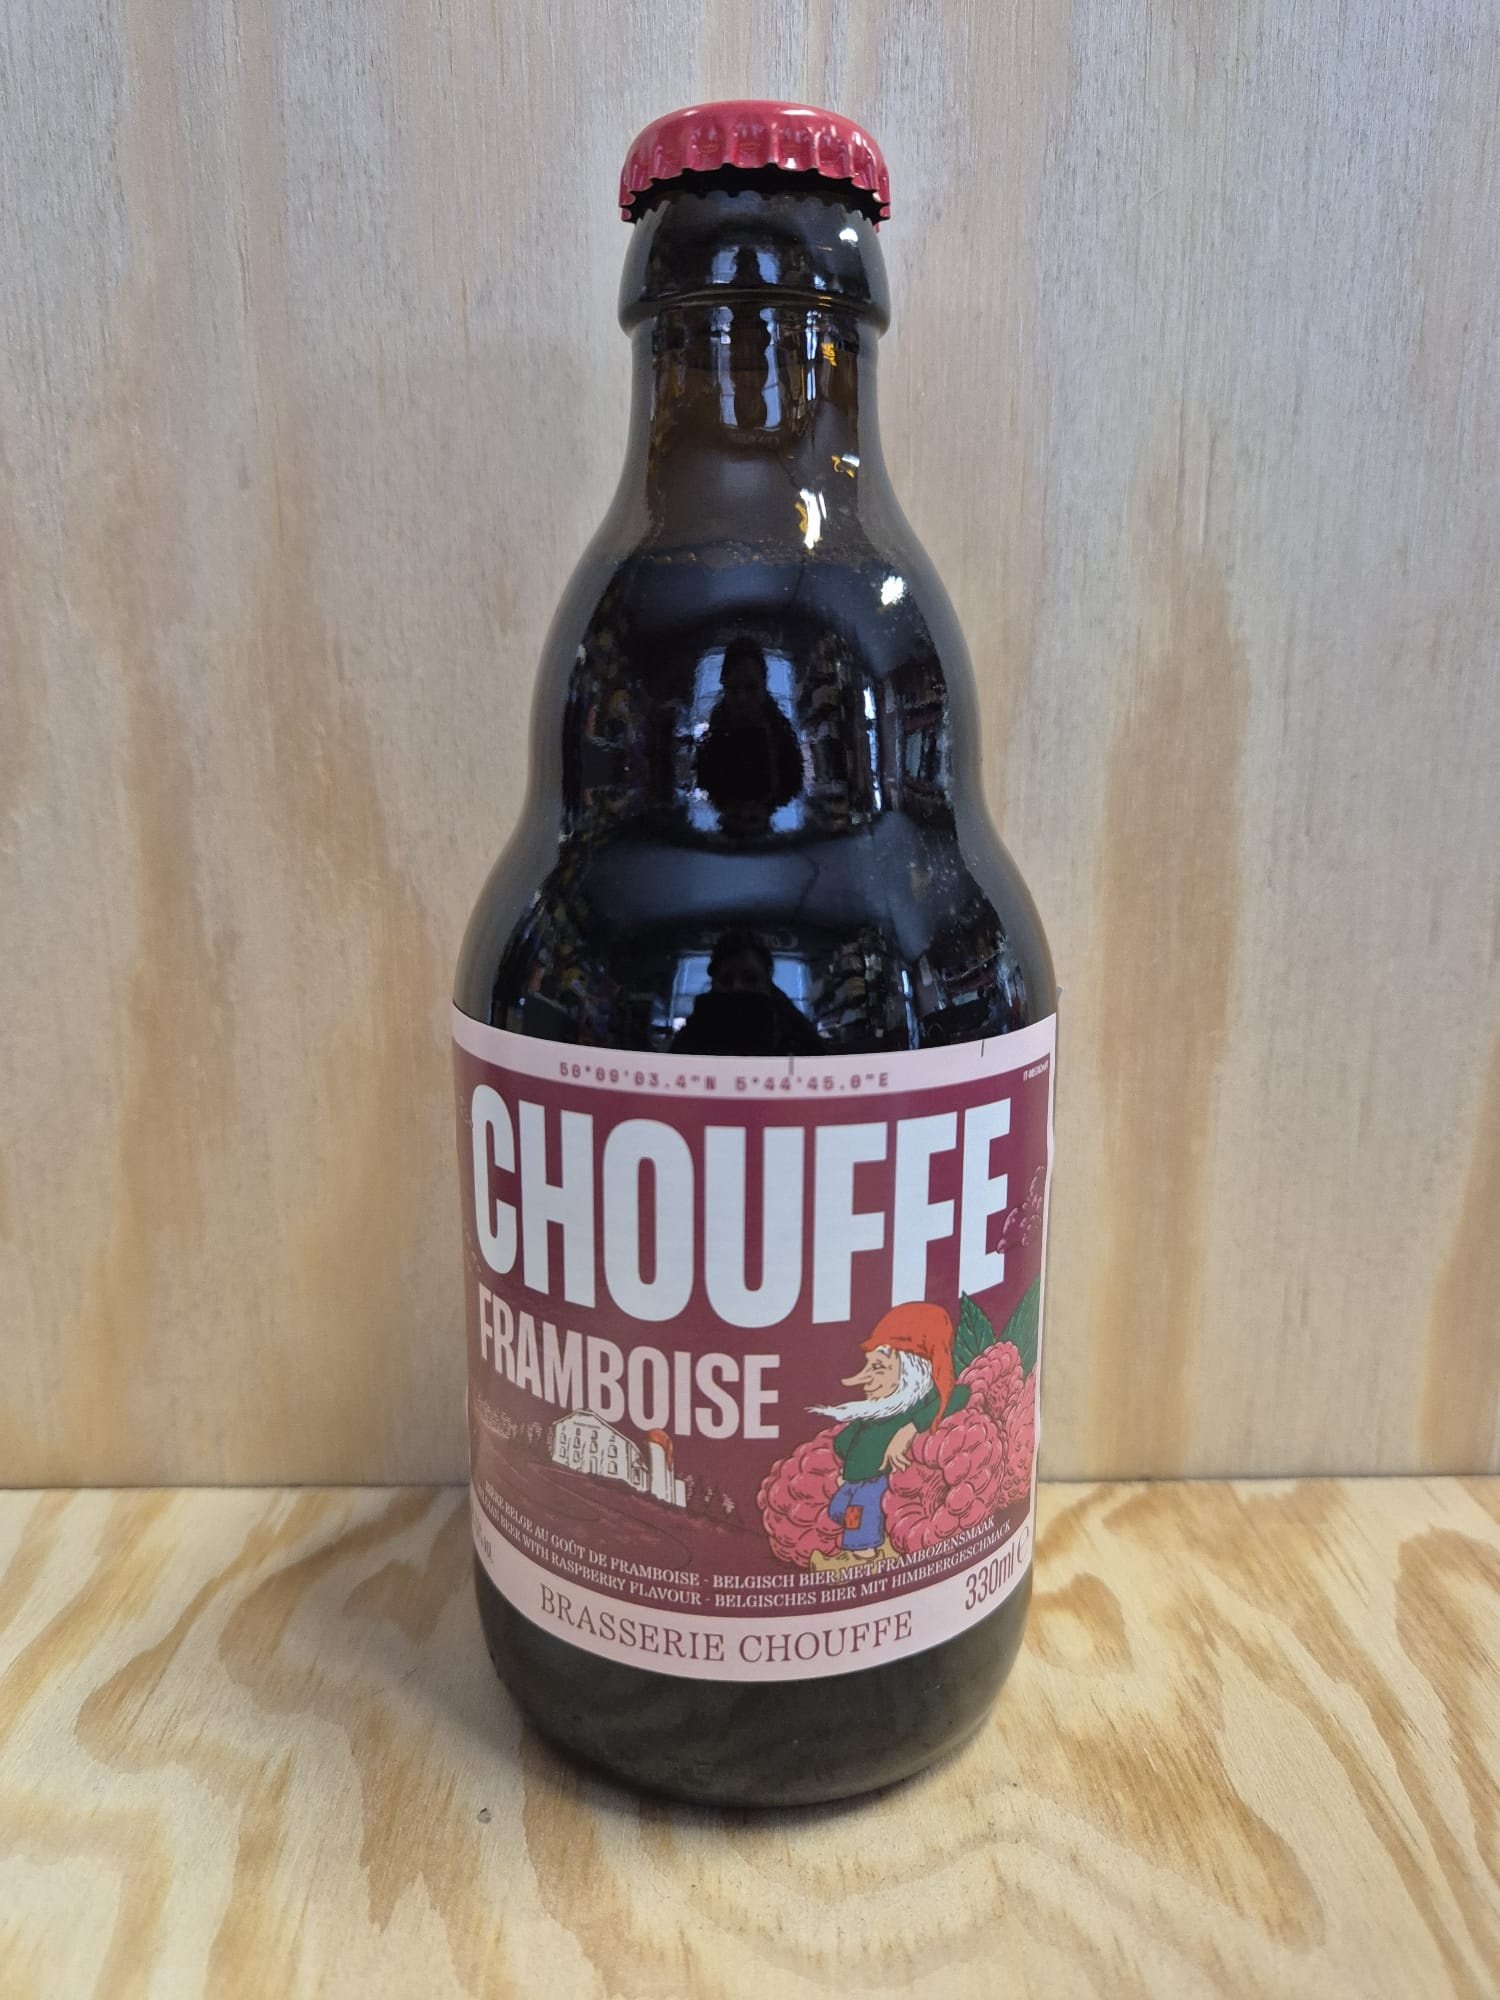 50°09'03.4"N 5°44'45.0"E
CHOUFFE
FRAMBOISE
BIÈRE BELGE AU GOÛT DE FRAMBOISE - BELGISCH BIER MET FRAMBOZENSMAAK
BELGIAN BEER WITH RASPBERRY FLAVOUR - BELGISCHES BIER MIT HIMBEERGESCHMACK
330ml e
BRASSERIE CHOUFFE